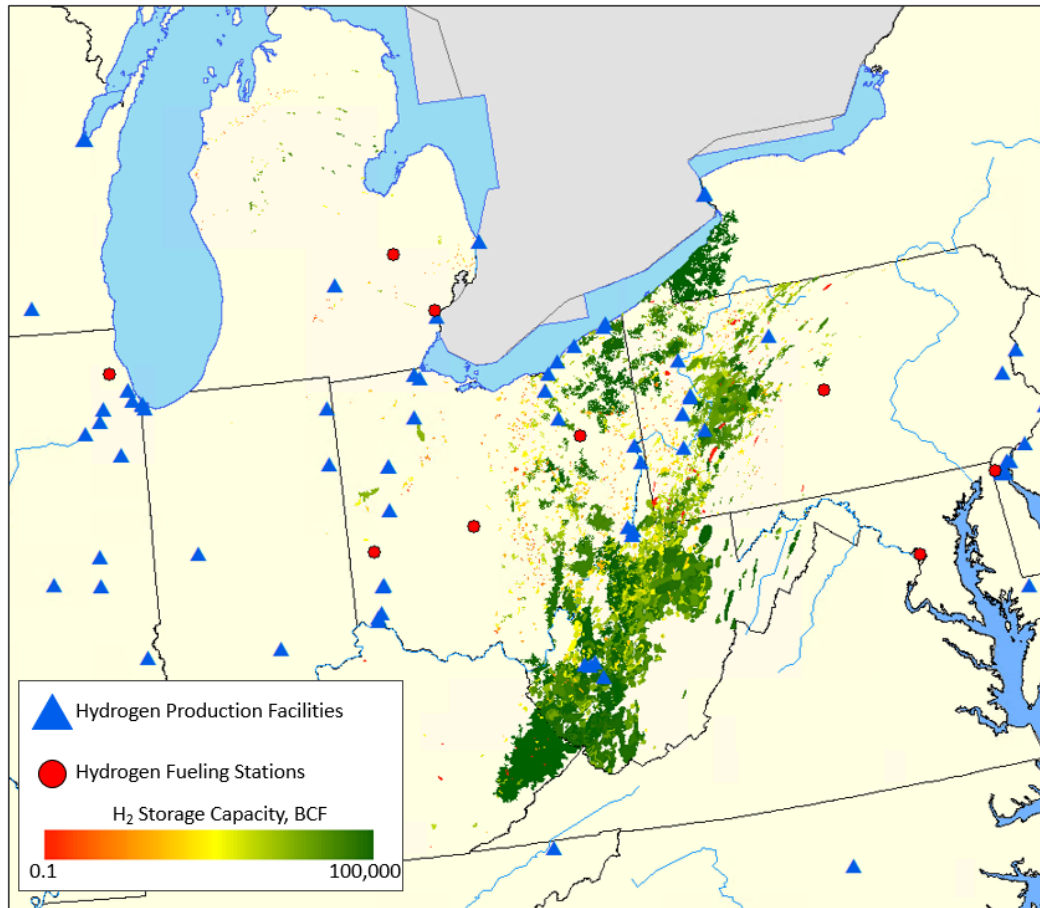 Hydrogen Production Facilities
Hydrogen Fueling Stations
H₂ Storage Capacity, BCF
0.1 100,000